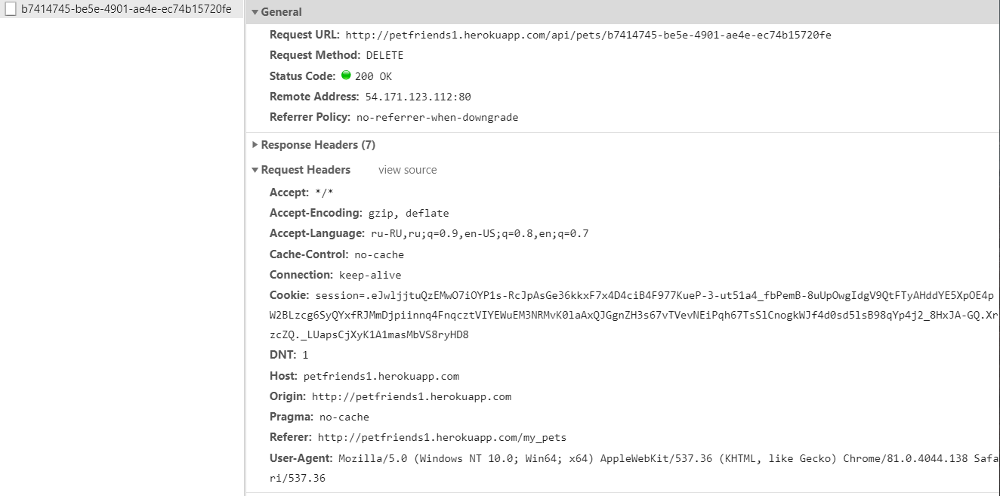 b7414745-be5e-4901-ae4e-ec74b15720fe
General
Request URL: http://petfriends1.herokuapp.com/api/pets/b7414745-be5e-4901-ae4e-ec74b15720fe
Request Method: DELETE
Status Code: 200 OK
Remote Address: 54.171.123.112:80
Referrer Policy: no-referrer-when-downgrade
Response Headers (7)
Request Headers view source
Accept: */*
Accept-Encoding: gzip, deflate
Accept-Language: ru-RU,ru;q=0.9,en-US;q=0.8,en;q=0.7
Cache-Control: no-cache
Connection: keep-alive
Cookie: session=.eJwljjtuQzEMwO7iOYP1s-RcJpAsGe36kkxF7x4D4ciB4F977KueP-3-ut51a4_fbPemB-8uUpOwgIdgV9QtFTyAHddYE5XpOE4p
W2BLzcg6SyQYxfRJMmDjpiinnq4FnqcztVIYEWuEM3NRMvK0laAxQJGgnZH3s67vTVevNEiPqh67TsSlCnogkWJf4d0sd5lsB98qYp4j2_8HxJA-GQ.Xr
zcZQ._LUapsCjXyK1A1masMbVS8ryHD8
DNT: 1
Host: petfriends1.herokuapp.com
Origin: http://petfriends1.herokuapp.com
Pragma: no-cache
Referer: http://petfriends1.herokuapp.com/my_pets
User-Agent: Mozilla/5.0 (Windows NT 10.0; Win64; x64) AppleWebKit/537.36 (KHTML, like Gecko) Chrome/81.0.4044.138 Safa
ri/537.36